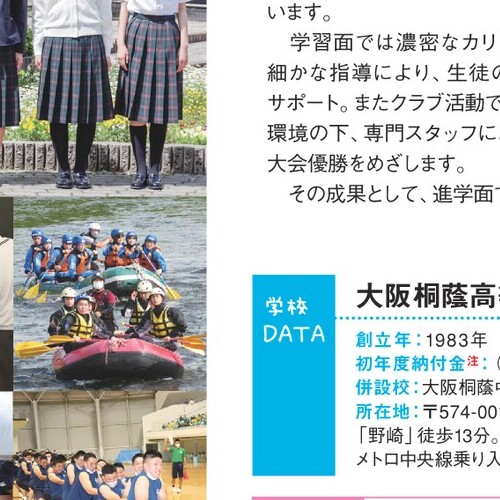 います。
学習面では濃密なカリ
細かな指導により、生徒の
サポート。またクラブ活動で
環境の下、専門スタッフに
大会優勝をめざします。
その成果として、進学面で
学校
DATA
大阪桐蔭高
創立年：1983年
初年度納付金注：（
併設校：大阪桐蔭中
所在地：〒574-00
「野崎」徒歩13分。
メトロ中央線乗り入